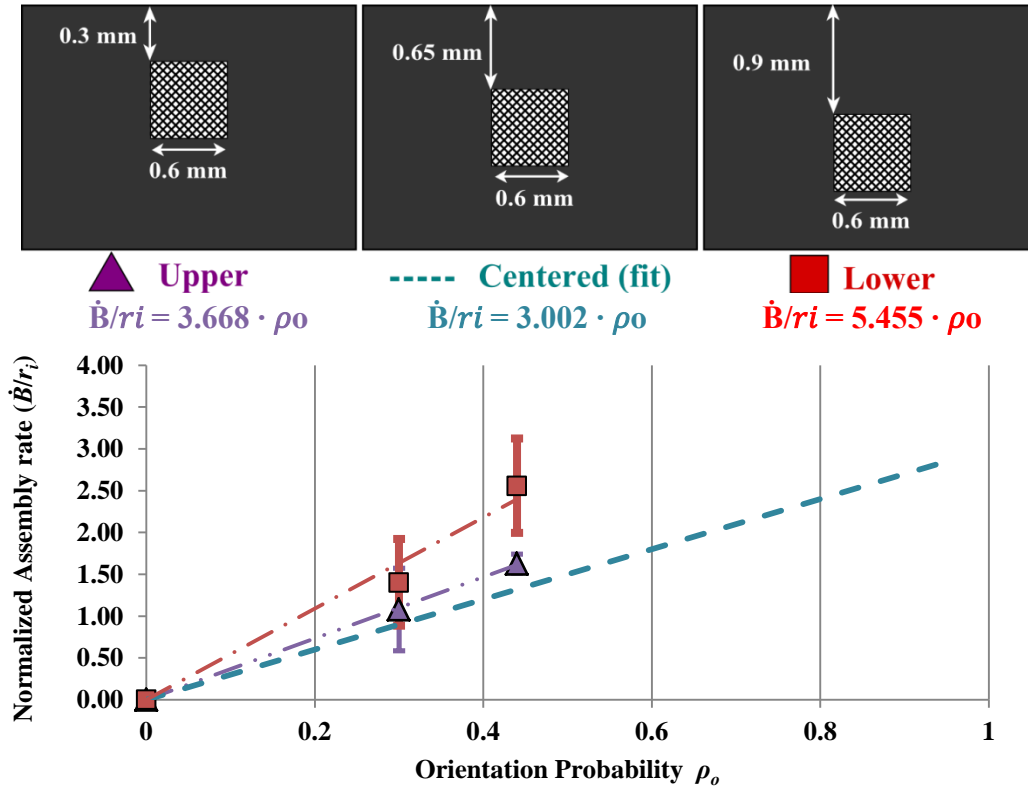 0.3 mm
0.6 mm
0.65 mm
0.6 mm
0.9 mm
0.6 mm
Upper
Centered (fit)
Lower
Ḃ/ri = 3.668 · ρo
Ḃ/ri = 3.002 · ρo
Ḃ/ri = 5.455 · ρo
Normalized Assembly rate (Ḃ/rᵢ)
4.00
3.50
3.00
2.50
2.00
1.50
1.00
0.50
0.00
0 0.2 0.4 0.6 0.8 1
Orientation Probability ρₒ